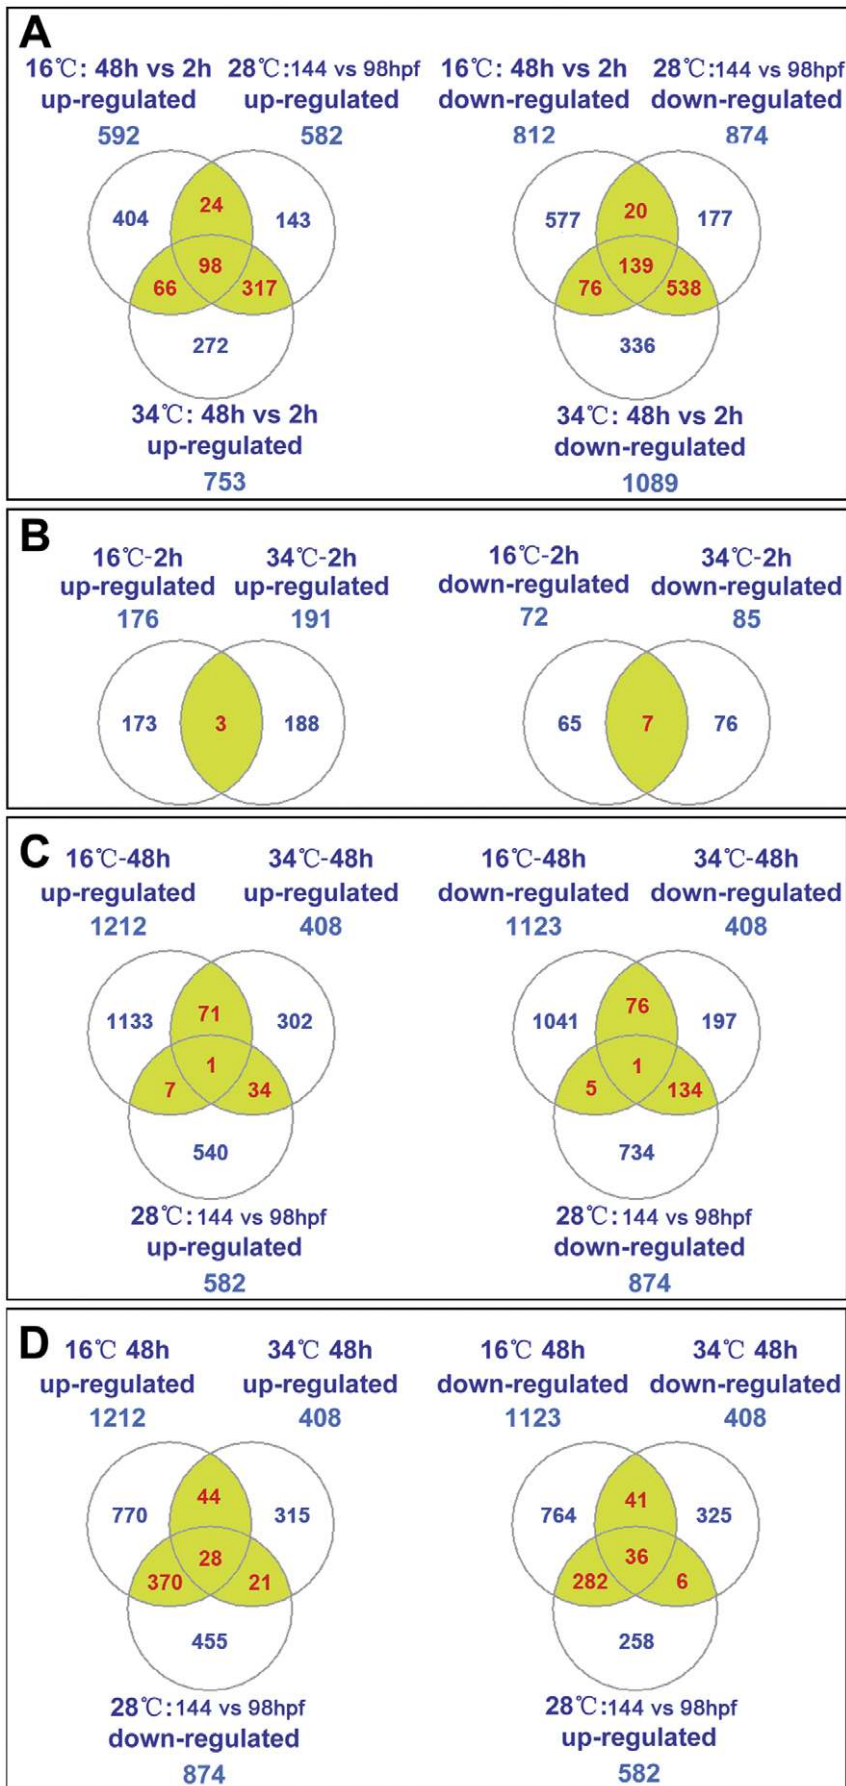 A
16℃: 48h vs 2h 28℃:144 vs 98hpf 16℃: 48h vs 2h 28℃:144 vs 98hpf
up-regulated up-regulated down-regulated down-regulated
592 582 812 874
404 24 143 577 20 177
98 139
66 317 76 538
272 336
34℃: 48h vs 2h 34℃: 48h vs 2h
up-regulated down-regulated
753 1089
B
16℃-2h 34℃-2h 16℃-2h 34℃-2h
up-regulated up-regulated down-regulated down-regulated
176 191 72 85
173 3 188 65 7 76
C
16℃-48h 34℃-48h 16℃-48h 34℃-48h
up-regulated up-regulated down-regulated down-regulated
1212 408 1123 408
1133 71 302 1041 76 197
1 1
7 34 5 134
540 734
28℃:144 vs 98hpf 28℃:144 vs 98hpf
up-regulated down-regulated
582 874
D
16℃ 48h 34℃ 48h 16℃ 48h 34℃ 48h
up-regulated up-regulated down-regulated down-regulated
1212 408 1123 408
770 44 315 764 41 325
28 36
370 21 282 6
455 258
28℃:144 vs 98hpf 28℃:144 vs 98hpf
down-regulated up-regulated
874 582